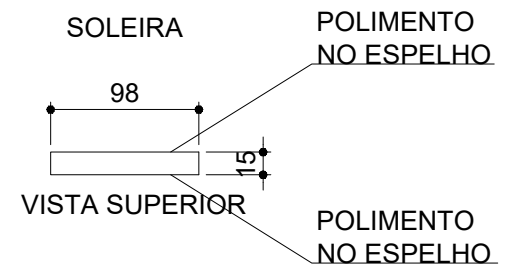 SOLEIRA
POLIMENTO
NO ESPELHO
98
15
VISTA SUPERIOR
POLIMENTO
NO ESPELHO